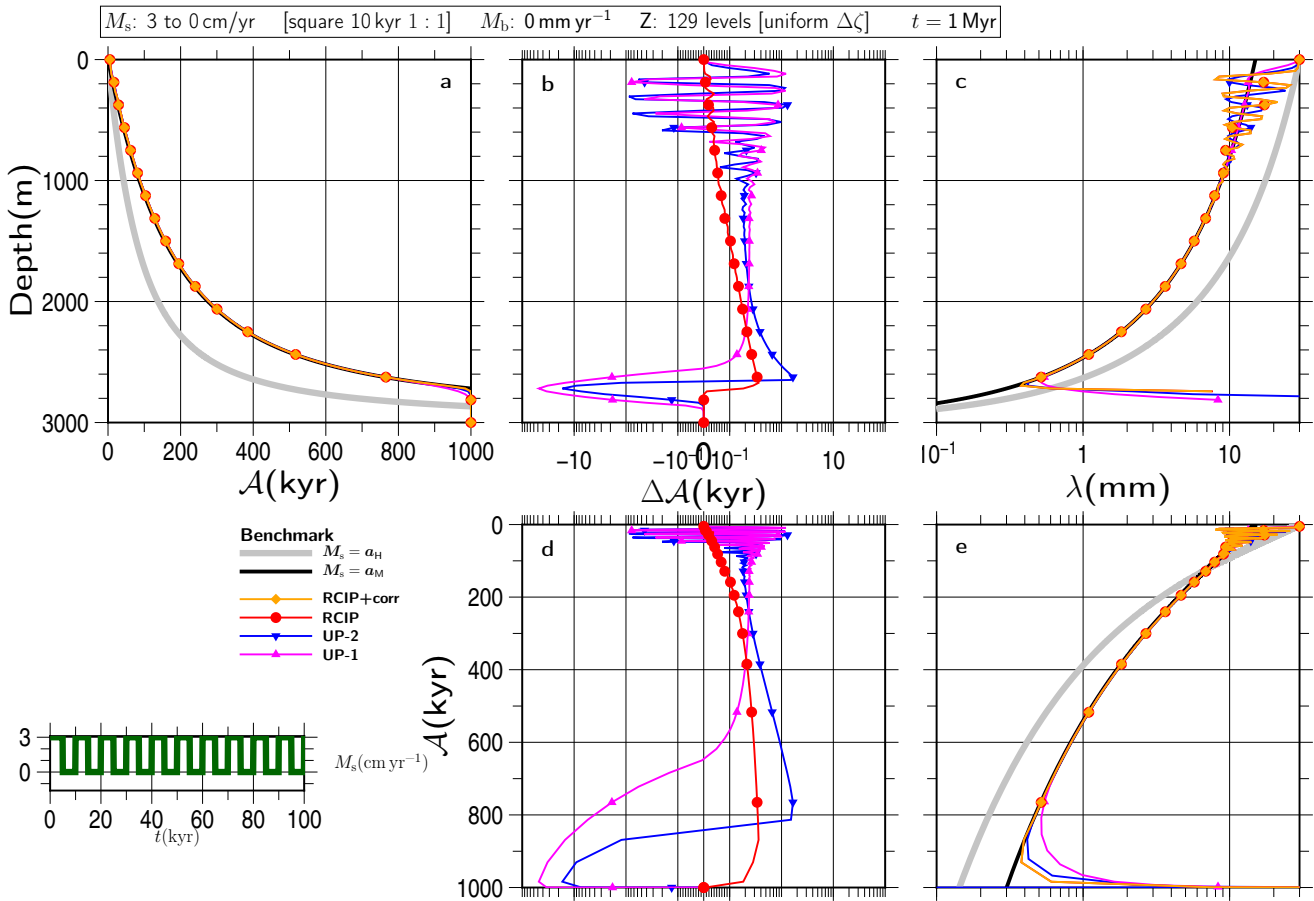 Mₛ: 3 to 0 cm/yr [square 10 kyr 1 : 1] M_b: 0 mm yr⁻¹ Z: 129 levels [uniform Δζ] t = 1 Myr
a
b
c
0
1000
2000
3000
Depth(m)
0 200 400 600 800 1000
𝒜(kyr)
−10 −10⁻¹ 0 10⁻¹ 10
Δ𝒜(kyr)
10⁻¹ 1 10
λ(mm)
Benchmark
Mₛ = a_H
Mₛ = a_M
RCIP+corr
RCIP
UP-2
UP-1
d
e
0
200
400
600
800
1000
𝒜(kyr)
3
0
Mₛ(cm yr⁻¹)
0 20 40 60 80 100
t(kyr)